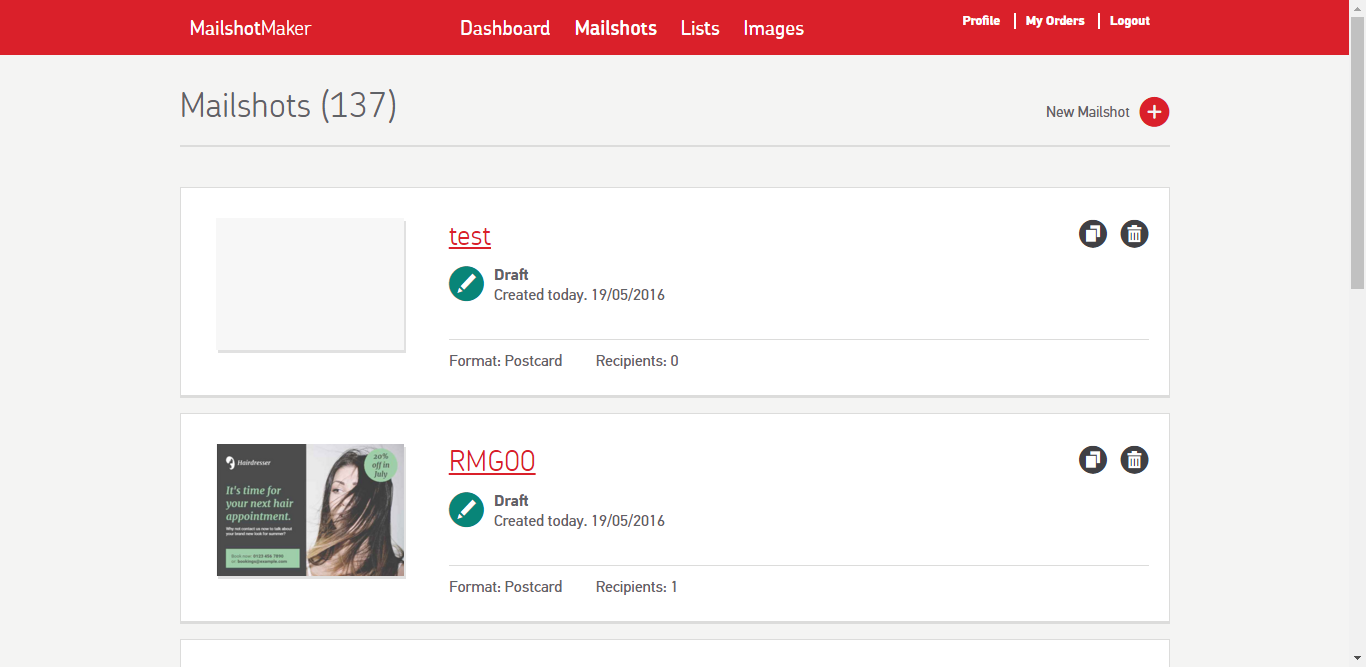 MailshotMaker
Dashboard Mailshots Lists Images
Profile My Orders Logout
Mailshots (137)
New Mailshot
test
Draft
Created today. 19/05/2016
Format: Postcard Recipients: 0
Hairdresser
20%
off in
July
It's time for
your next hair
appointment.
Why not contact us now to talk about
your brand new look for summer?
Book now: 0123 456 7890
or: bookings@example.com
RMG00
Draft
Created today. 19/05/2016
Format: Postcard Recipients: 1